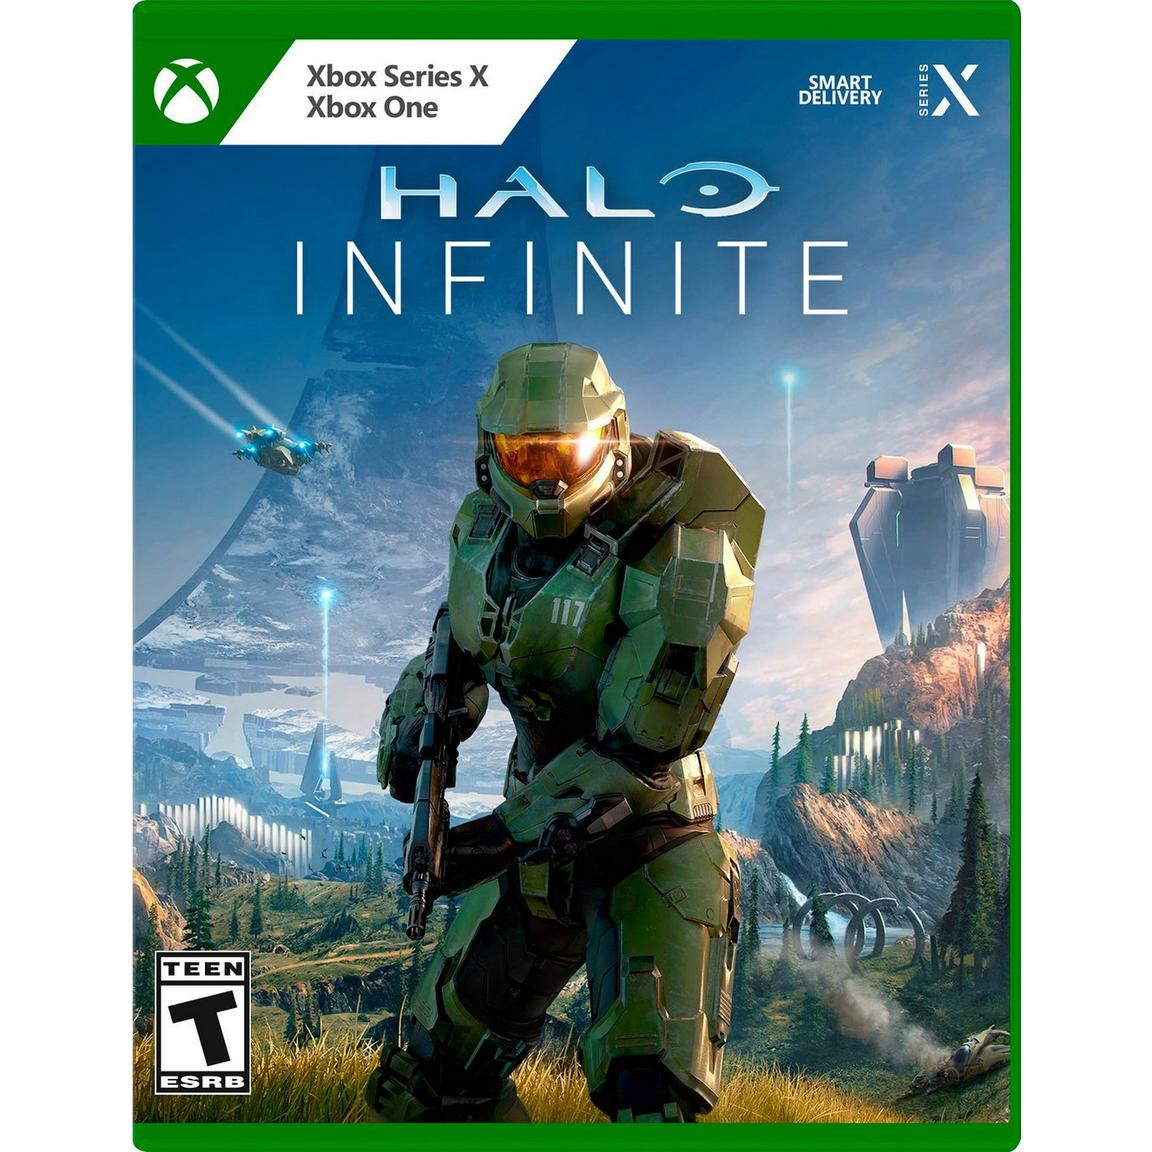 Xbox Series X
Xbox One
SMART
DELIVERY
SERIES X
HALO
INFINITE
117
TEEN
T
ESRB